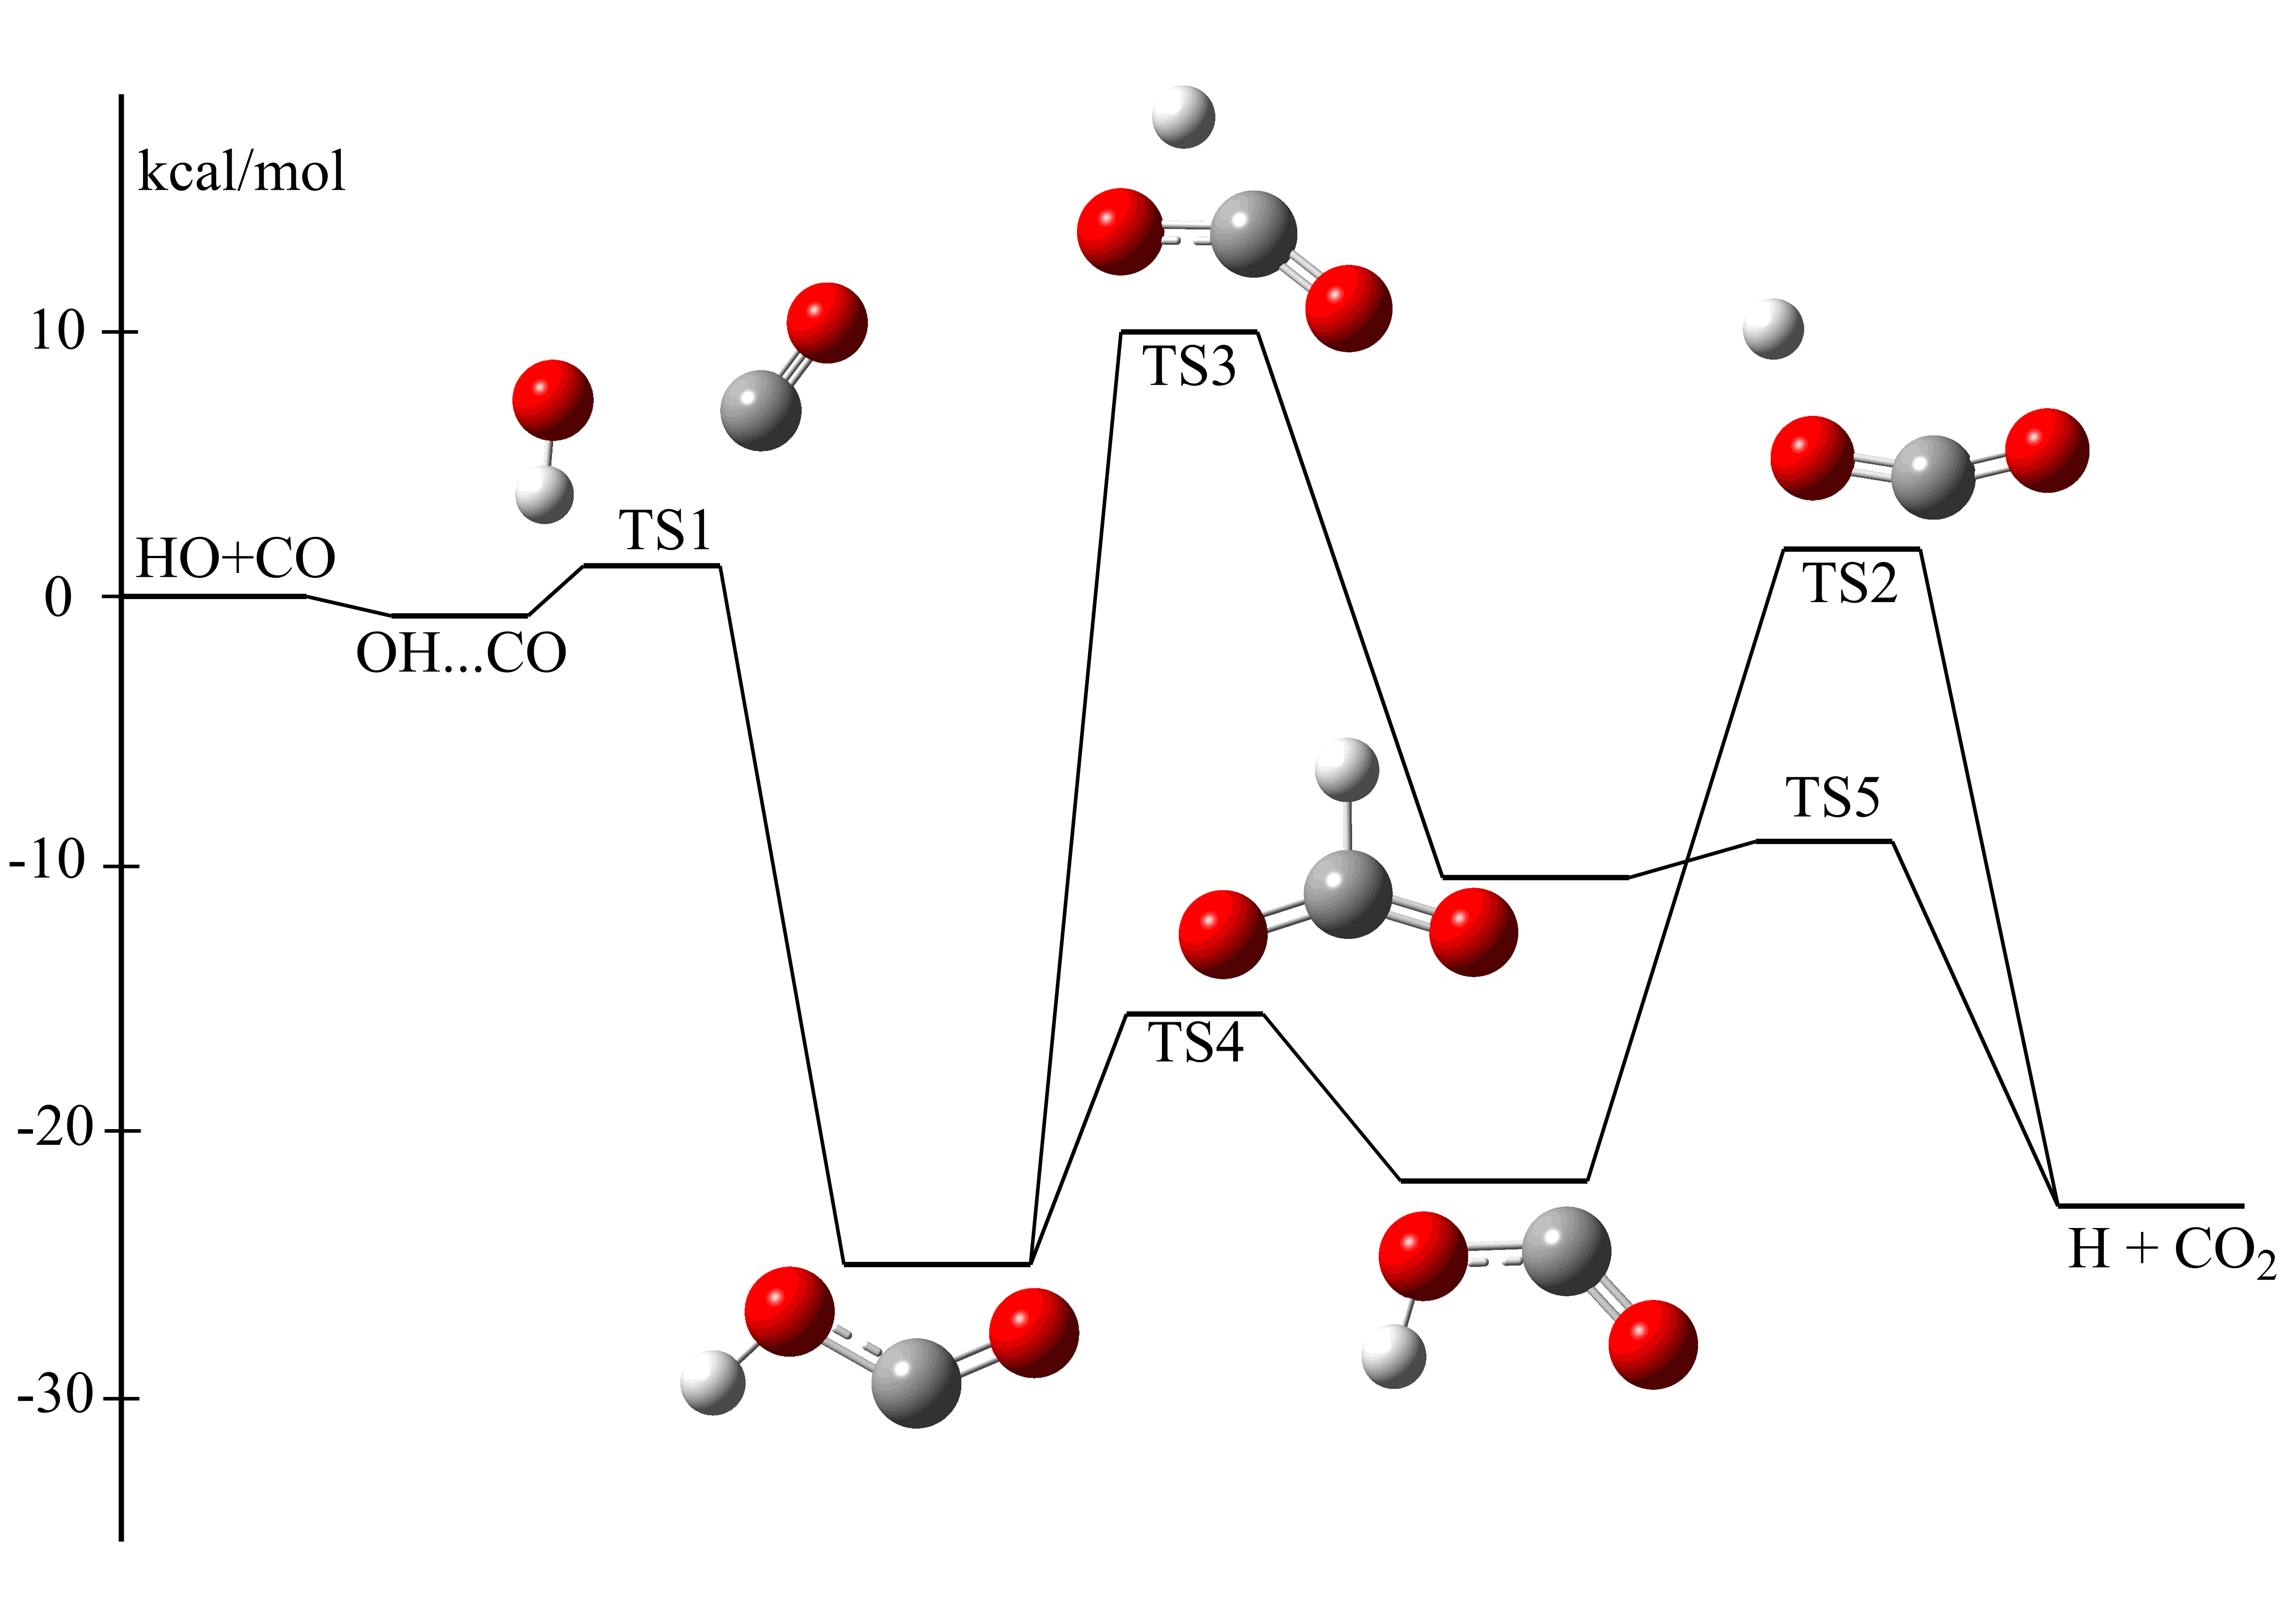 kcal/mol
10
0
-10
-20
-30
HO+CO
OH...CO
TS1
TS3
TS4
TS2
TS5
H + CO₂